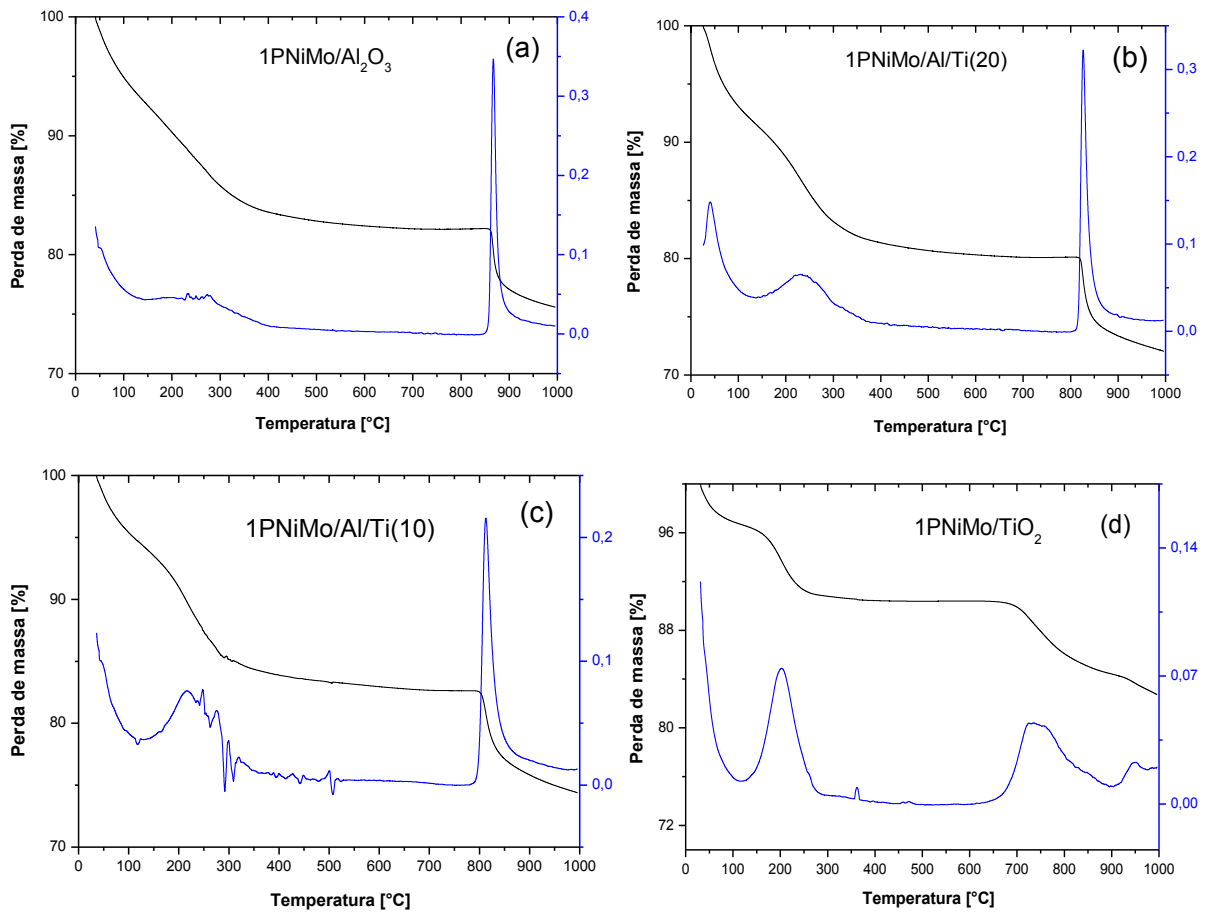 1PNiMo/Al2O3
(a)
Perda de massa [%]
100
90
80
70
0,4
0,3
0,2
0,1
0,0
0 100 200 300 400 500 600 700 800 900 1000
Temperatura [°C]
1PNiMo/Al/Ti(20)
(b)
Perda de massa [%]
100
90
80
70
0,3
0,2
0,1
0,0
0 100 200 300 400 500 600 700 800 900 1000
Temperatura [°C]
1PNiMo/Al/Ti(10)
(c)
Perda de massa [%]
100
90
80
70
0,2
0,1
0,0
0 100 200 300 400 500 600 700 800 900 1000
Temperatura [°C]
1PNiMo/TiO2
(d)
Perda de massa [%]
96
88
80
72
0,14
0,07
0,00
0 100 200 300 400 500 600 700 800 900 1000
Temperatura [°C]